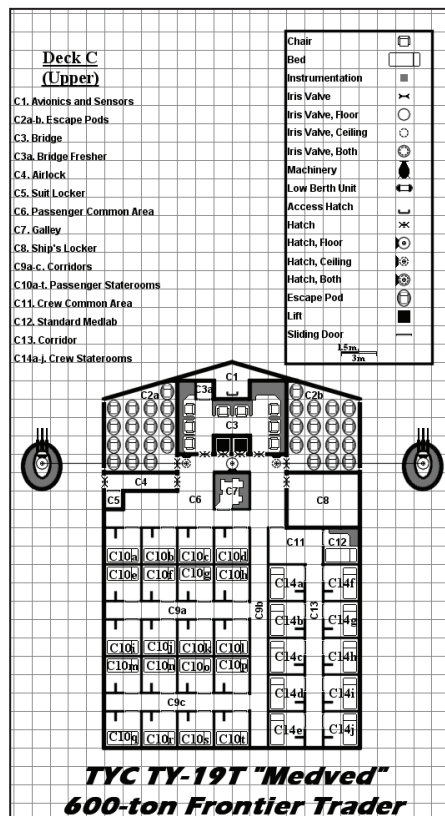 Deck C
(Upper)
C1. Avionics and Sensors
C2a-b. Escape Pods
C3. Bridge
C3a. Bridge Fresher
C4. Airlock
C5. Suit Locker
C6. Passenger Common Area
C7. Galley
C8. Ship's Locker
C9a-c. Corridors
C10a-t. Passenger Staterooms
C11. Crew Common Area
C12. Standard Medlab
C13. Corridor
C14a-j. Crew Staterooms
Chair
Bed
Instrumentation
Iris Valve
Iris Valve, Floor
Iris Valve, Ceiling
Iris Valve, Both
Machinery
Low Berth Unit
Access Hatch
Hatch
Hatch, Floor
Hatch, Ceiling
Hatch, Both
Escape Pod
Lift
Sliding Door
1.5m
3m
C1
C2a
C3a
C2b
C3
C4
C5
C6
C7
C8
C10a
C10b
C10c
C10d
C11
C12
C10e
C10f
C10g
C10h
C14a
C14f
C9a
C9b
C13
C14b
C14g
C10i
C10j
C10k
C10l
C14c
C14h
C10m
C10n
C10o
C10p
C14d
C14i
C9c
C10q
C10r
C10s
C10t
C14e
C14j
TYC TY-19T "Medved"
600-ton Frontier Trader